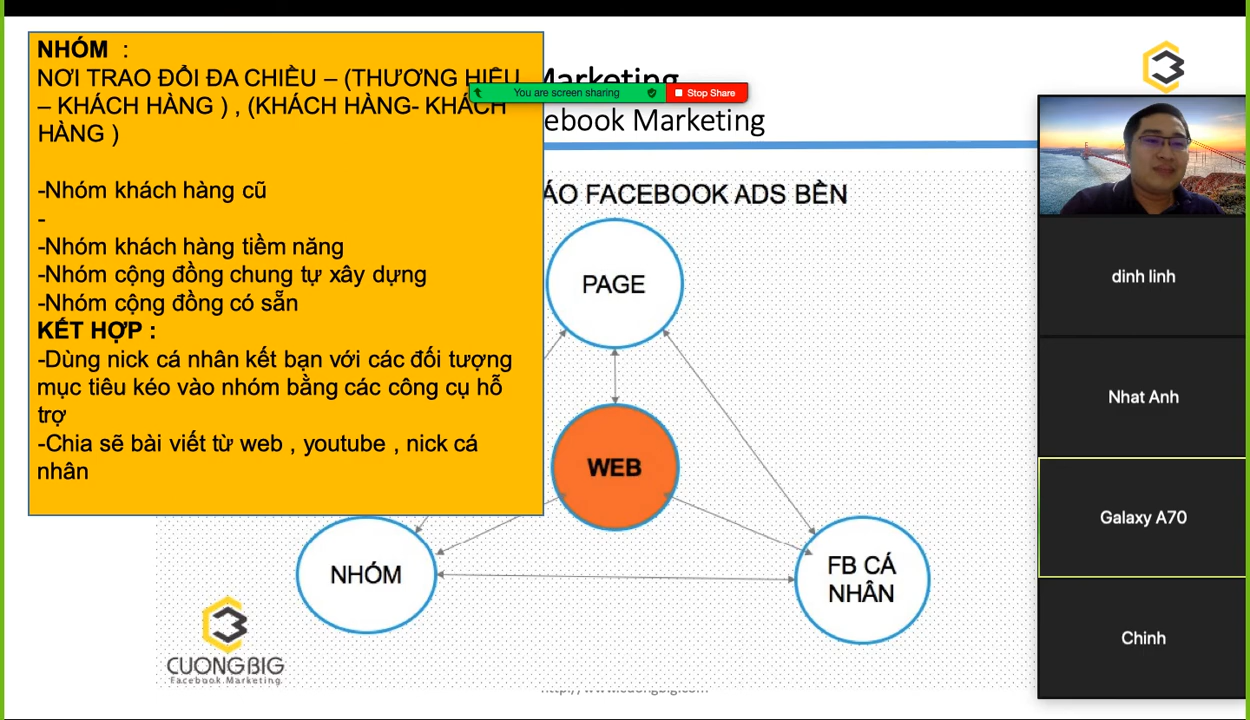 NHÓM :
NƠI TRAO ĐỔI ĐA CHIỀU – (THƯƠNG HIỆU
– KHÁCH HÀNG ) , (KHÁCH HÀNG- KHÁCH
HÀNG )
-Nhóm khách hàng cũ
-
-Nhóm khách hàng tiềm năng
-Nhóm cộng đồng chung tự xây dựng
-Nhóm cộng đồng có sẵn
KẾT HỢP :
-Dùng nick cá nhân kết bạn với các đối tượng
mục tiêu kéo vào nhóm bằng các công cụ hỗ
trợ
-Chia sẽ bài viết từ web , youtube , nick cá
nhân
Marketing
You are screen sharing
Stop Share
ebook Marketing
ÁO FACEBOOK ADS BỀN
PAGE
WEB
NHÓM
FB CÁ
NHÂN
CUONGBIG
Facebook Marketing
dinh linh
Nhat Anh
Galaxy A70
Chinh